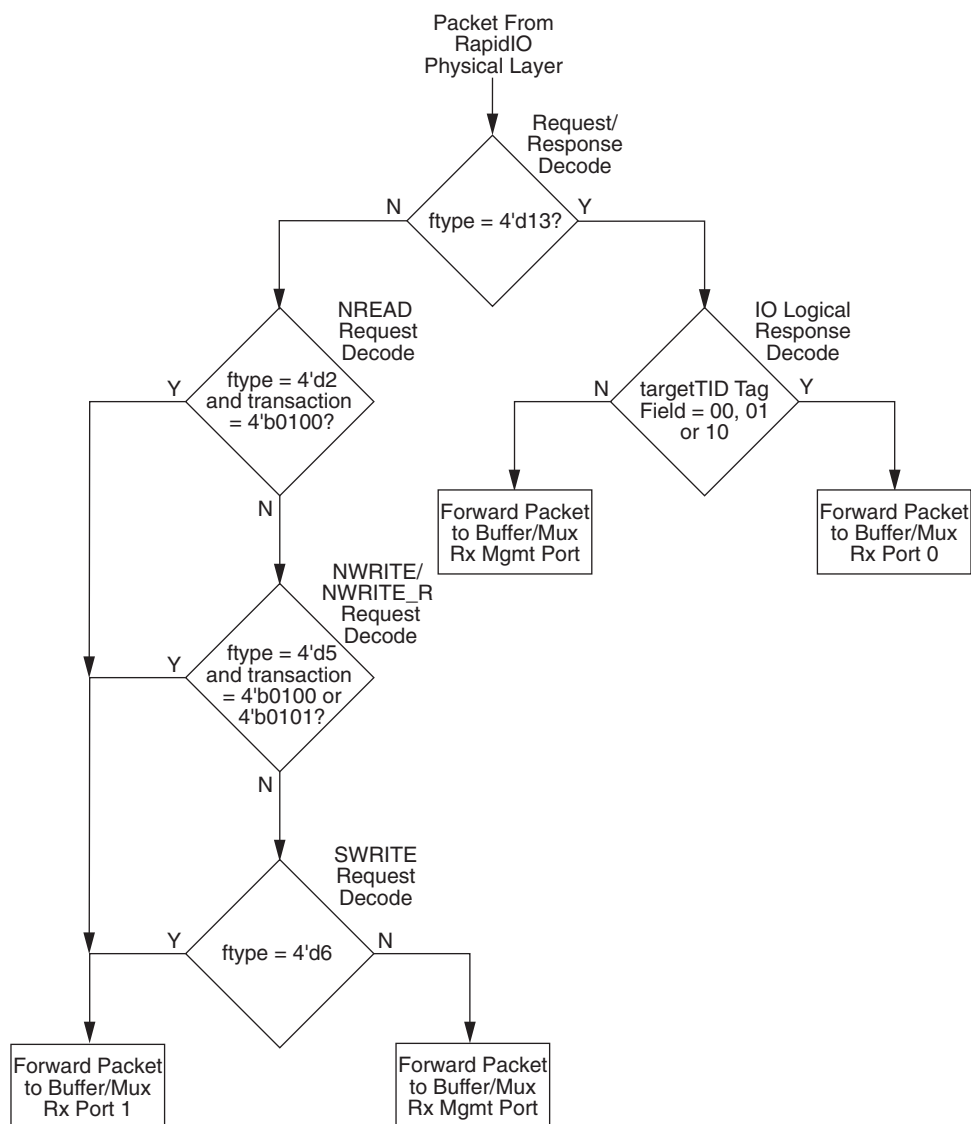 Packet From
RapidIO
Physical Layer
Request/
Response
Decode
N
ftype = 4'd13?
Y
NREAD
Request
Decode
IO Logical
Response
Decode
Y
ftype = 4'd2
and transaction
= 4'b0100?
N
targetTID Tag
Field = 00, 01
or 10
Y
N
Forward Packet
to Buffer/Mux
Rx Mgmt Port
Forward Packet
to Buffer/Mux
Rx Port 0
NWRITE/
NWRITE_R
Request
Decode
Y
ftype = 4'd5
and transaction
= 4'b0100 or
4'b0101?
N
SWRITE
Request
Decode
Y
ftype = 4'd6
N
Forward Packet
to Buffer/Mux
Rx Port 1
Forward Packet
to Buffer/Mux
Rx Mgmt Port